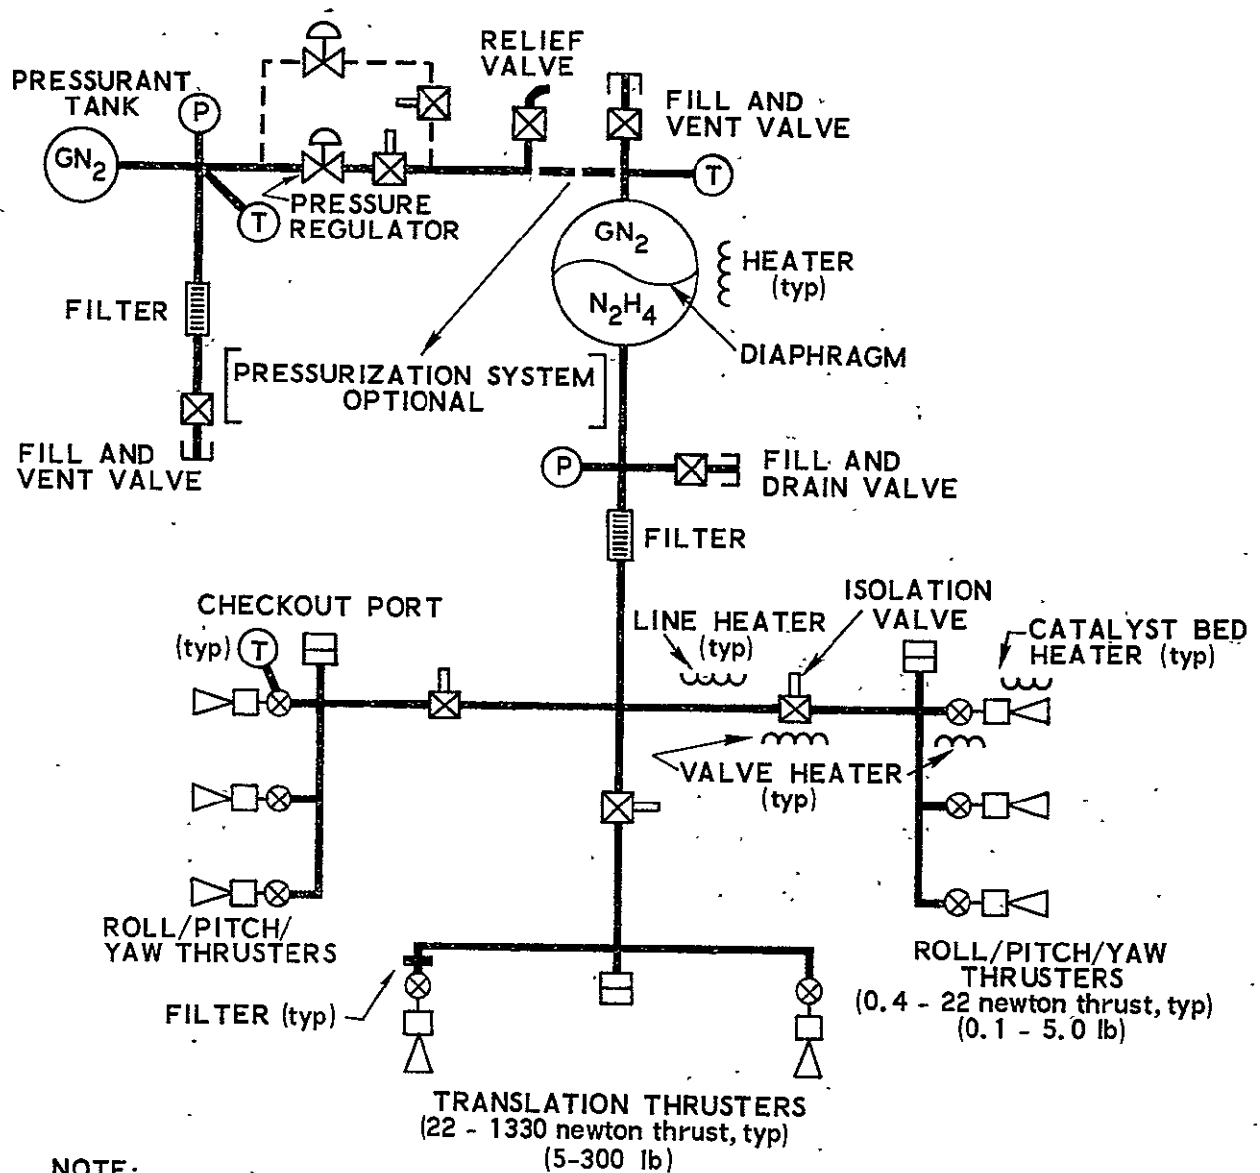 PRESSURANT
TANK
P
GN2
T
PRESSURE
REGULATOR
RELIEF
VALVE
FILL AND
VENT VALVE
T
GN2
N2H4
HEATER
(typ)
DIAPHRAGM
FILTER
PRESSURIZATION SYSTEM
OPTIONAL
FILL AND
VENT VALVE
P
FILL AND
DRAIN VALVE
FILTER
CHECKOUT PORT
(typ) T
LINE HEATER
(typ)
ISOLATION
VALVE
CATALYST BED
HEATER (typ)
VALVE HEATER
(typ)
ROLL/PITCH/
YAW THRUSTERS
FILTER (typ)
ROLL/PITCH/YAW
THRUSTERS
(0.4 - 22 newton thrust, typ)
(0.1 - 5.0 lb)
TRANSLATION THRUSTERS
(22 - 1330 newton thrust, typ)
(5-300 lb)
NOTE: